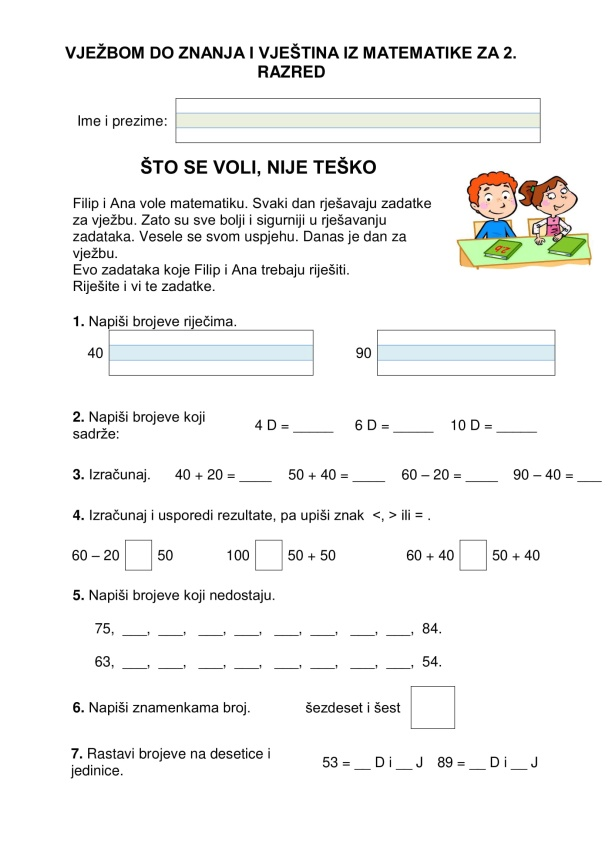 VJEŽBOM DO ZNANJA I VJEŠTINA IZ MATEMATIKE ZA 2.
RAZRED
Ime i prezime:
ŠTO SE VOLI, NIJE TEŠKO
Filip i Ana vole matematiku. Svaki dan rješavaju zadatke
za vježbu. Zato su sve bolji i sigurniji u rješavanju
zadataka. Vesele se svom uspjehu. Danas je dan za
vježbu.
Evo zadataka koje Filip i Ana trebaju riješiti.
Riješite i vi te zadatke.
1. Napiši brojeve riječima.
40 90
2. Napiši brojeve koji
sadrže:
4 D = _____ 6 D = _____ 10 D = _____
3. Izračunaj. 40 + 20 = ____ 50 + 40 = ____ 60 – 20 = ____ 90 – 40 = ___
4. Izračunaj i usporedi rezultate, pa upiši znak <, > ili = .
60 – 20 50 100 50 + 50 60 + 40 50 + 40
5. Napiši brojeve koji nedostaju.
75, ___, ___, ___, ___, ___, ___, ___, ___, 84.
63, ___, ___, ___, ___, ___, ___, ___, ___, 54.
6. Napiši znamenkama broj. šezdeset i šest
7. Rastavi brojeve na desetice i
jedinice.
53 = __ D i __ J 89 = __ D i __ J